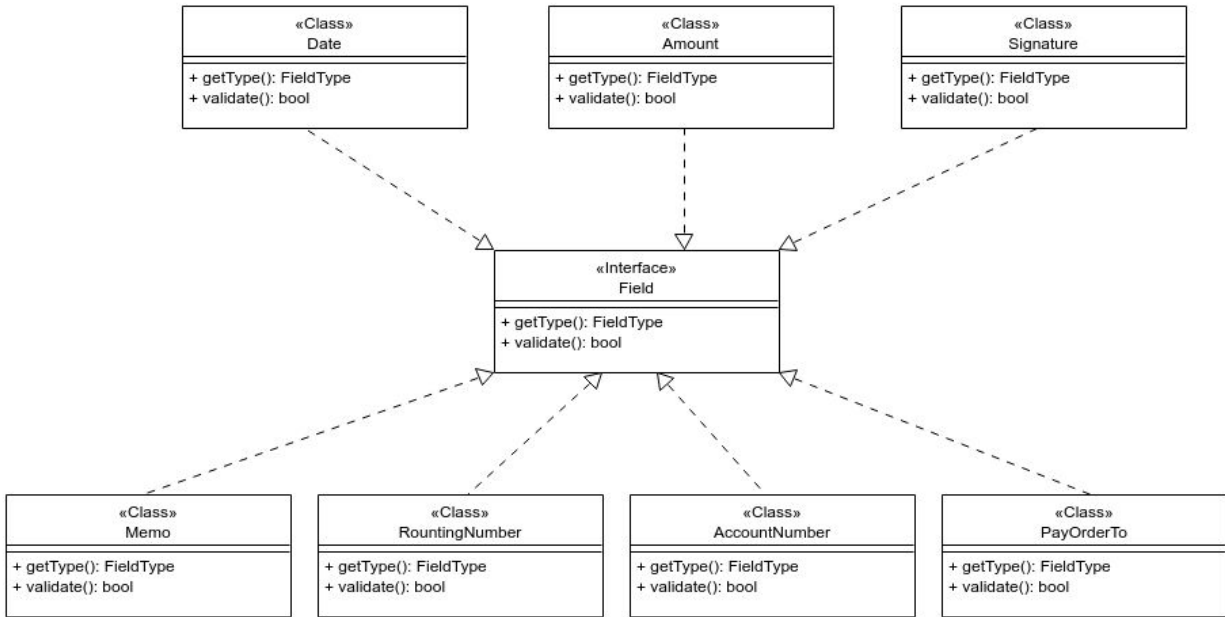 «Class»
Date
+ getType(): FieldType
+ validate(): bool
«Class»
Amount
+ getType(): FieldType
+ validate(): bool
«Class»
Signature
+ getType(): FieldType
+ validate(): bool
«Interface»
Field
+ getType(): FieldType
+ validate(): bool
«Class»
Memo
+ getType(): FieldType
+ validate(): bool
«Class»
RountingNumber
+ getType(): FieldType
+ validate(): bool
«Class»
AccountNumber
+ getType(): FieldType
+ validate(): bool
«Class»
PayOrderTo
+ getType(): FieldType
+ validate(): bool